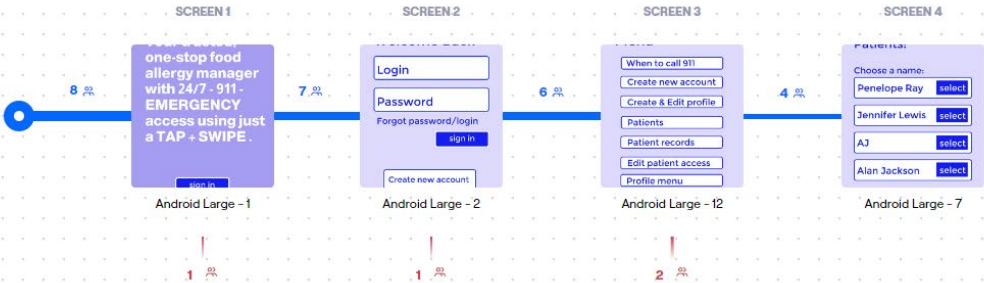 SCREEN 1
SCREEN 2
SCREEN 3
SCREEN 4
8
7
6
4
one-stop food
allergy manager
with 24/7 - 911 -
EMERGENCY
access using just
a TAP + SWIPE .
sign in
Android Large - 1
1
Login
Password
Forgot password/login
sign in
Create new account
Android Large - 2
1
When to call 911
Create new account
Create & Edit profile
Patients
Patient records
Edit patient access
Profile menu
Android Large - 12
2
Patients!
Choose a name:
Penelope Ray select
Jennifer Lewis select
AJ select
Alan Jackson select
Android Large - 7